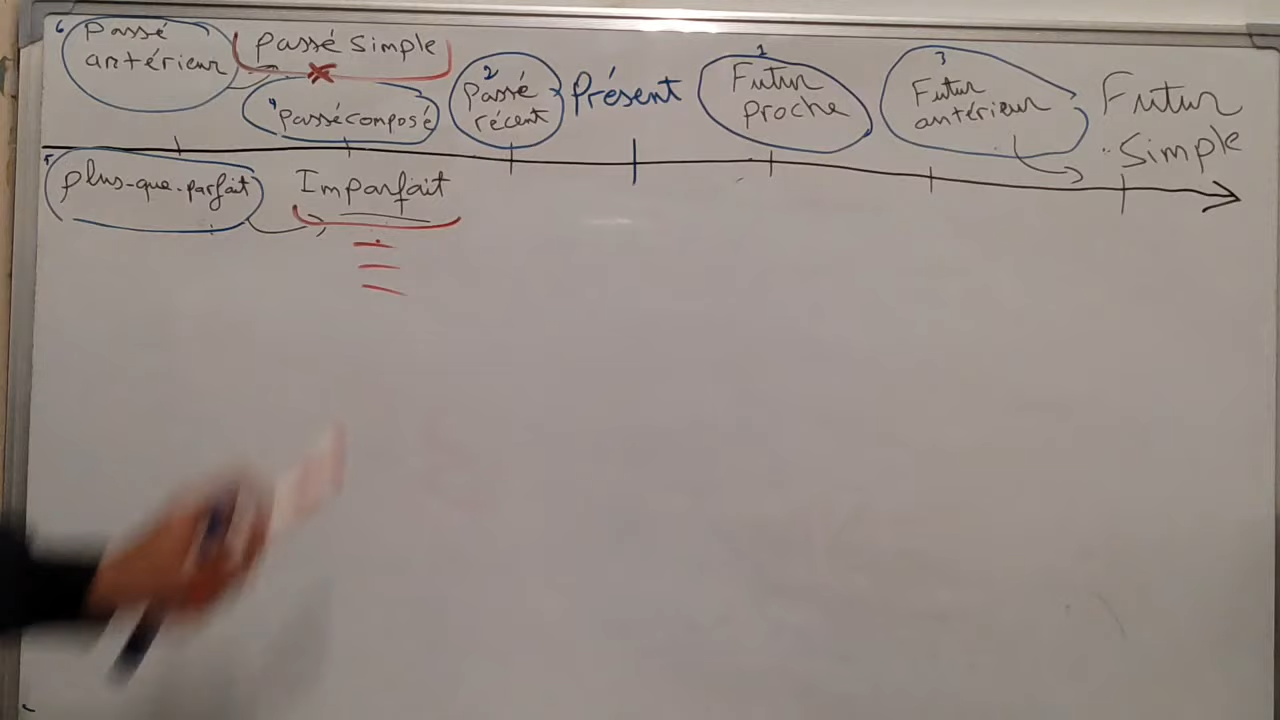 6
Passé
antérieur
passé simple
4
passé composé
2
passé
récent
Présent
1
Futur
proche
3
Futur
antérieur
Futur
Simple
5
plus-que-parfait
Imparfait